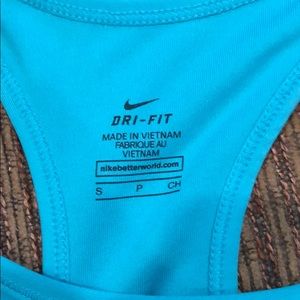 DRI-FIT
MADE IN VIETNAM
FABRIQUE AU
VIETNAM
nikebetterworld.com
S P CH